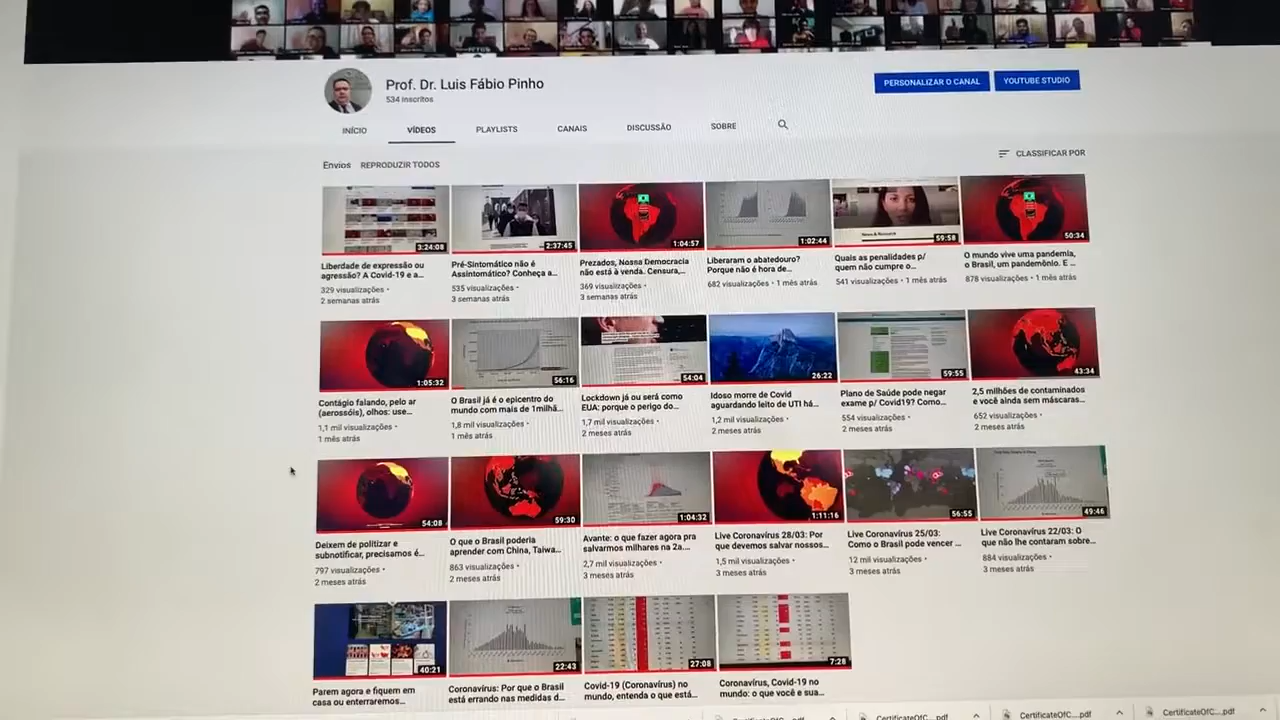 Prof. Dr. Luis Fábio Pinho
534 inscritos
PERSONALIZAR O CANAL
YOUTUBE STUDIO
INÍCIO
VÍDEOS
PLAYLISTS
CANAIS
DISCUSSÃO
SOBRE
Envios
REPRODUZIR TODOS
CLASSIFICAR POR
3:24:08
2:37:45
1:04:57
1:02:44
59:58
50:34
Liberdade de expressão ou
agressão? A Covid-19 e a...
329 visualizações •
2 semanas atrás
Pré-Sintomático não é
Assintomático? Conheça a...
535 visualizações •
3 semanas atrás
Prezados, Nossa Democracia
não está à venda. Censura,...
369 visualizações •
3 semanas atrás
Liberaram o abatedouro?
Porque não é hora de...
682 visualizações • 1 mês atrás
Quais as penalidades p/
quem não cumpre o...
541 visualizações • 1 mês atrás
O mundo vive uma pandemia,
o Brasil, um pandemônio. E ...
878 visualizações • 1 mês atrás
1:05:32
56:16
54:04
26:22
59:55
43:34
Contágio falando, pelo ar
(aerossóis), olhos: use...
1,1 mil visualizações •
1 mês atrás
O Brasil já é o epicentro do
mundo com mais de 1milhã...
1,8 mil visualizações •
1 mês atrás
Lockdown já ou será como
EUA: porque o perigo do...
1,7 mil visualizações •
2 meses atrás
Idoso morre de Covid
aguardando leito de UTI há...
1,2 mil visualizações •
2 meses atrás
Plano de Saúde pode negar
exame p/ Covid19? Como...
554 visualizações •
2 meses atrás
2,5 milhões de contaminados
e você ainda sem máscaras...
652 visualizações •
2 meses atrás
54:08
59:30
1:04:32
1:11:16
56:55
49:46
Deixem de politizar e
subnotificar, precisamos é...
797 visualizações •
2 meses atrás
O que o Brasil poderia
aprender com China, Taiwa...
863 visualizações •
2 meses atrás
Avante: o que fazer agora pra
salvarmos milhares na 2a....
2,7 mil visualizações •
3 meses atrás
Live Coronavírus 28/03: Por
que devemos salvar nossos...
1,5 mil visualizações •
3 meses atrás
Live Coronavírus 25/03:
Como o Brasil pode vencer ...
12 mil visualizações •
3 meses atrás
Live Coronavírus 22/03: O
que não lhe contaram sobre...
884 visualizações •
3 meses atrás
40:21
22:43
27:08
7:28
Parem agora e fiquem em
casa ou enterraremos...
Coronavírus: Por que o Brasil
está errando nas medidas d...
Covid-19 (Coronavírus) no
mundo, entenda o que está...
Coronavírus, Covid-19 no
mundo: o que você e sua...
CertificateOfC....pdf
CertificateOfC....pdf
CertificateOfC....pdf
CertificateOfC....pdf